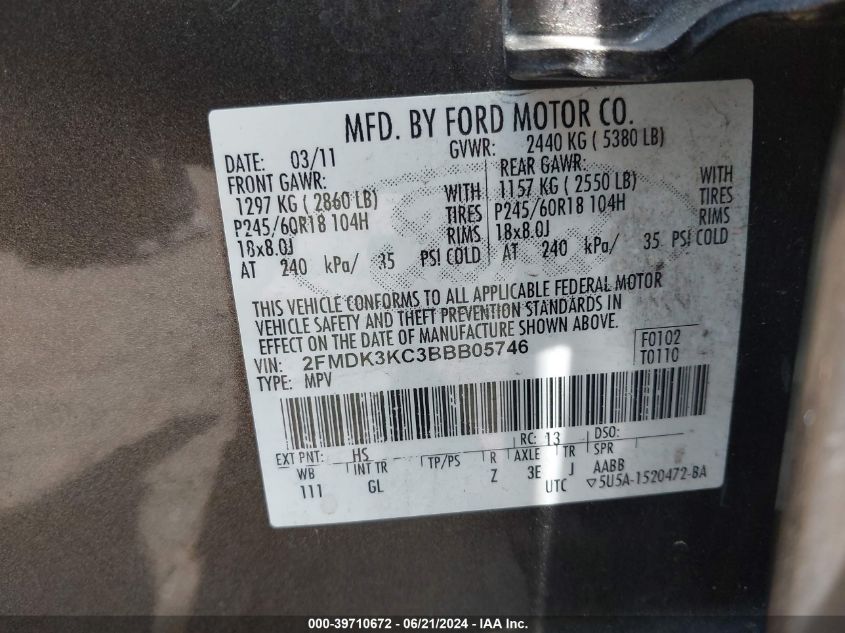 MFD. BY FORD MOTOR CO.
DATE: 03/11 GVWR: 2440 KG ( 5380 LB)
FRONT GAWR: REAR GAWR:
1297 KG ( 2860 LB) WITH 1157 KG ( 2550 LB) WITH
P245/60R18 104H TIRES P245/60R18 104H TIRES
18x8.0J RIMS 18x8.0J RIMS
AT 240 kPa/ 35 PSI COLD AT 240 kPa/ 35 PSI COLD
THIS VEHICLE CONFORMS TO ALL APPLICABLE FEDERAL MOTOR
VEHICLE SAFETY AND THEFT PREVENTION STANDARDS IN
EFFECT ON THE DATE OF MANUFACTURE SHOWN ABOVE.
VIN: 2FMDK3KC3BBB05746 F0102
TYPE: MPV T0110
RC: 13 DSO:
EXT PNT: HS
WB INT TR TP/PS R AXLE TR SPR
111 GL Z 3E J AABB
UTC ▽5U5A-1520472-BA
000-39710672 - 06/21/2024 - IAA Inc.